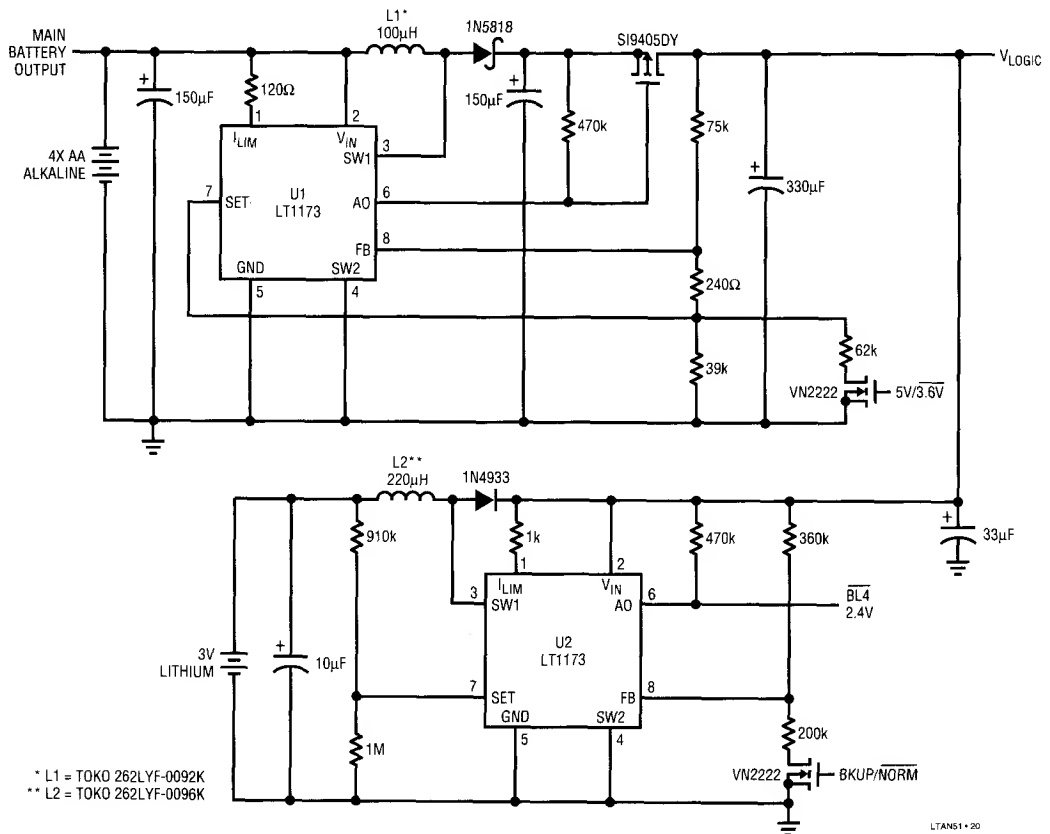 MAIN
BATTERY
OUTPUT
L1*
100µH
1N5818
SI9405DY
VLOGIC
+
150µF
120Ω
+
150µF
470k
75k
+
330µF
4X AA
ALKALINE
1
2
ILIM
VIN
SW1
3
7
SET
U1
LT1173
AO
6
FB
8
GND
SW2
5
4
240Ω
39k
62k
VN2222
5V/3.6V
L2**
220µH
1N4933
910k
1k
470k
360k
+
33µF
1
2
ILIM
VIN
3
SW1
AO
6
BL4
2.4V
U2
LT1173
3V
LITHIUM
+
10µF
7
SET
FB
8
GND
SW2
5
4
1M
200k
VN2222
BKUP/NORM
* L1 = TOKO 262LYF-0092K
** L2 = TOKO 262LYF-0096K
LTAN51 • 20